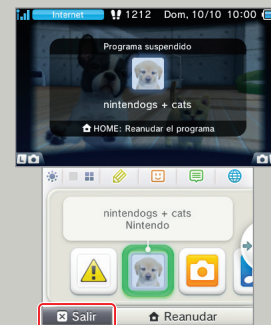 Internet 1212 Dom, 10/10 10:00
Programa suspendido
nintendogs + cats
HOME: Reanudar el programa
L R
nintendogs + cats
Nintendo
Salir Reanudar